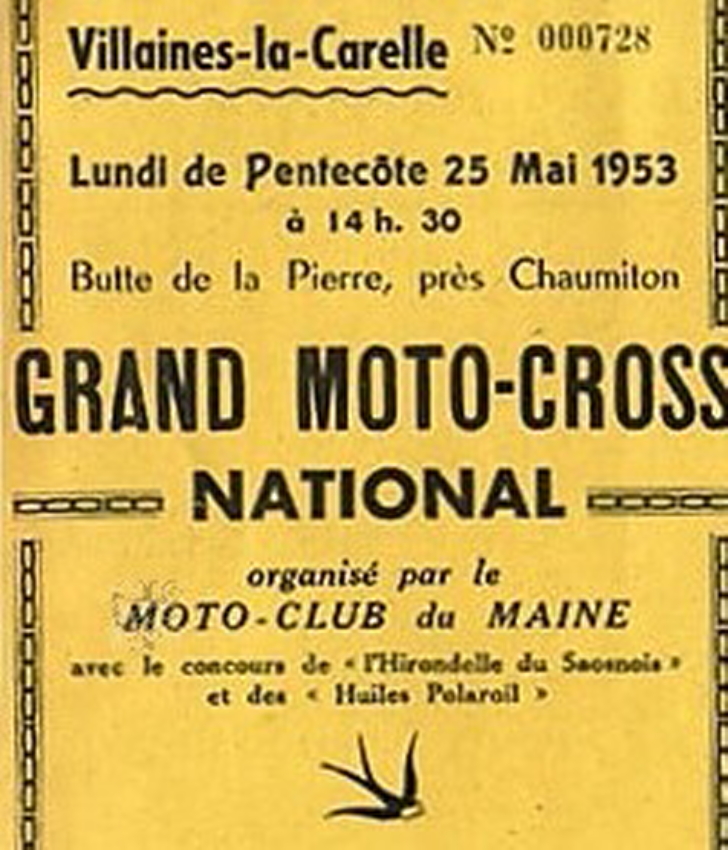 Villaines-la-Carelle Nº 000728
Lundi de Pentecôte 25 Mai 1953
à 14 h. 30
Butte de la Pierre, près Chaumiton
GRAND MOTO-CROSS
NATIONAL
organisé par le
MOTO-CLUB du MAINE
avec le concours de « l'Hirondelle du Saosnois »
et des « Huiles Polaroil »